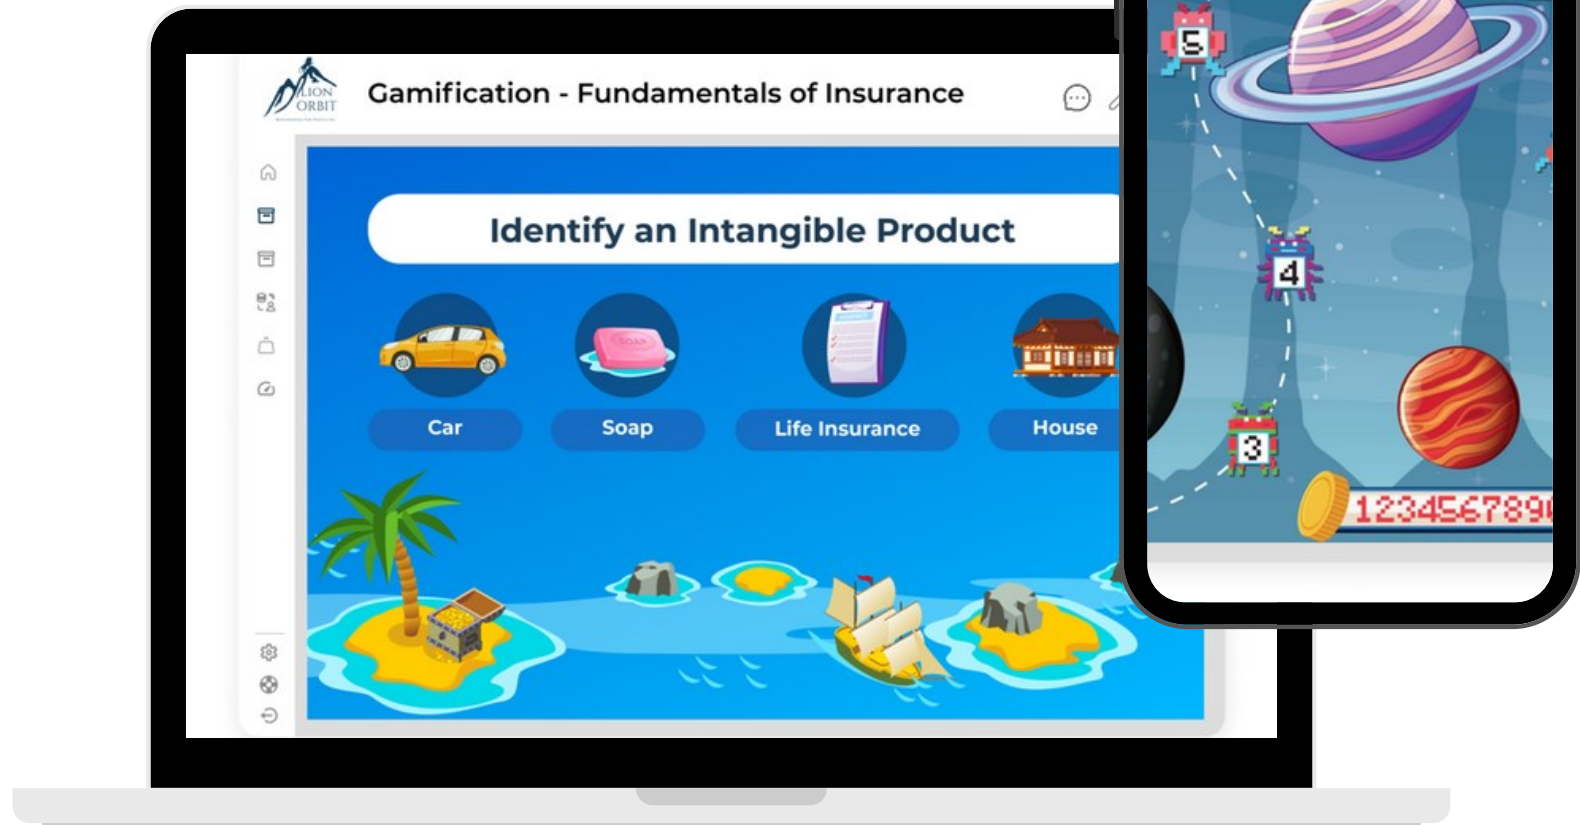 LION
ORBIT
Gamification - Fundamentals of Insurance
Identify an Intangible Product
SOAP
Car
Soap
Life Insurance
House
5
4
3
123456789